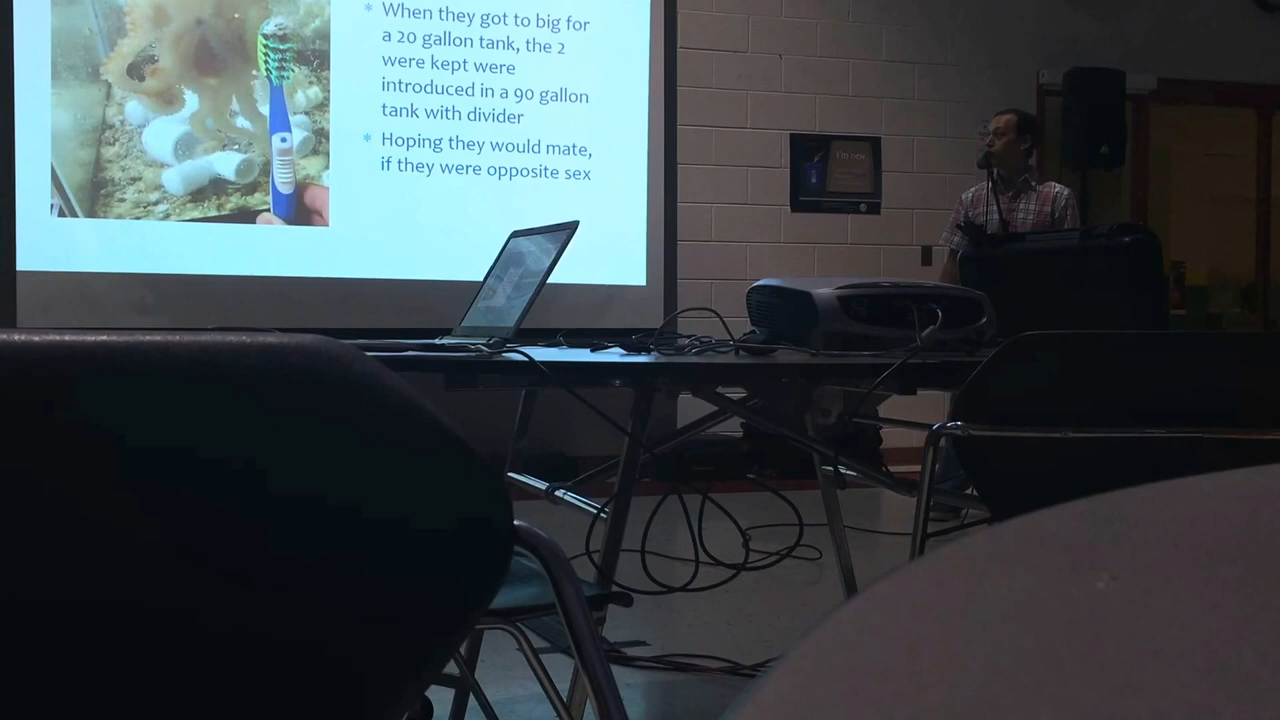 * When they got to big for
a 20 gallon tank, the 2
were kept were
introduced in a 90 gallon
tank with divider
* Hoping they would mate,
if they were opposite sex
I'm new